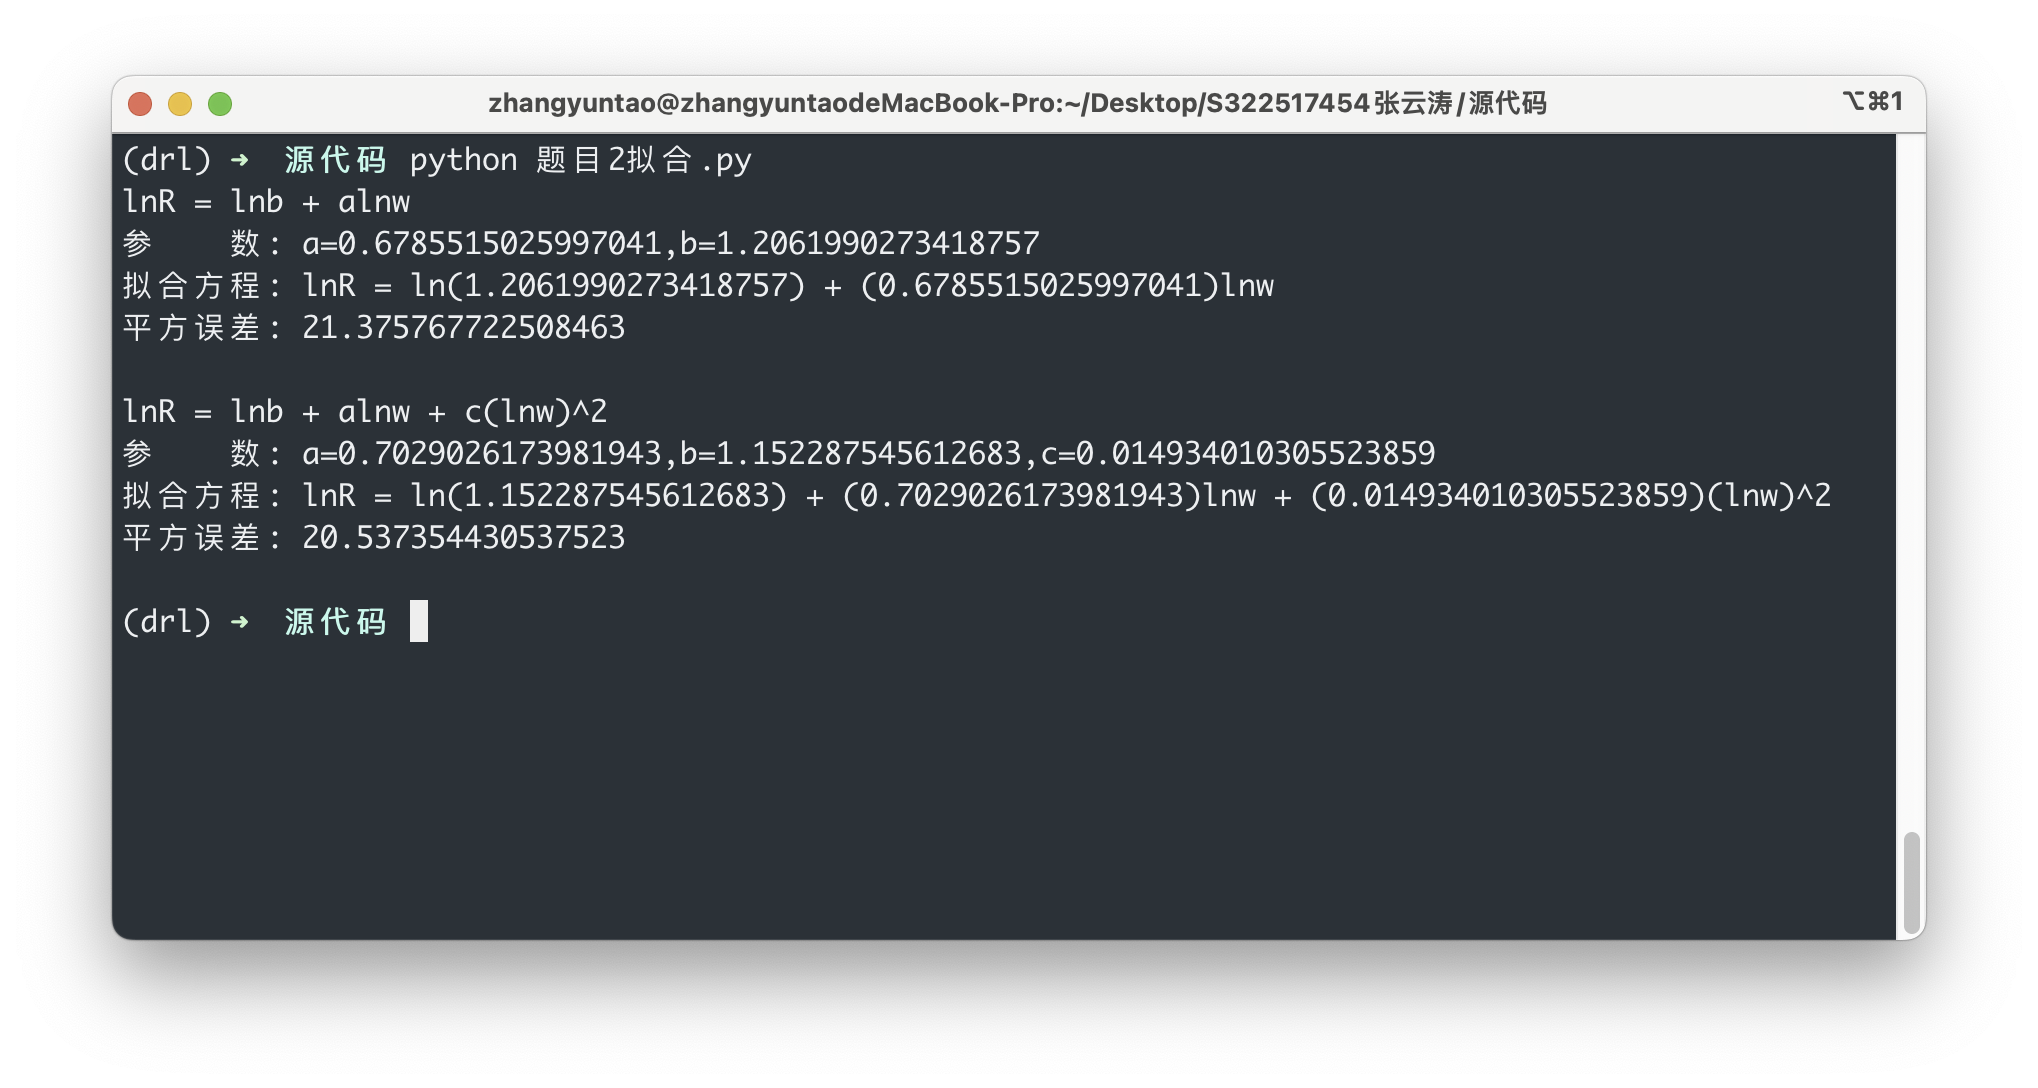 zhangyuntao@zhangyuntaodeMacBook-Pro:~/Desktop/S322517454张云涛/源代码 ⌥⌘1
(drl) ➜ 源代码 python 题目2拟合.py
lnR = lnb + alnw
参 数: a=0.6785515025997041,b=1.2061990273418757
拟合方程: lnR = ln(1.2061990273418757) + (0.6785515025997041)lnw
平方误差: 21.375767722508463
lnR = lnb + alnw + c(lnw)^2
参 数: a=0.7029026173981943,b=1.152287545612683,c=0.014934010305523859
拟合方程: lnR = ln(1.152287545612683) + (0.7029026173981943)lnw + (0.014934010305523859)(lnw)^2
平方误差: 20.537354430537523
(drl) ➜ 源代码